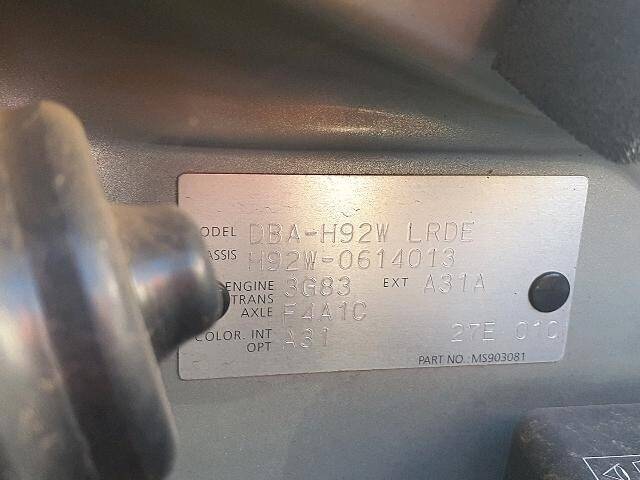 MODEL DBA-H92W LRDE
CHASSIS H92W-0614013
ENGINE 3G83 EXT A31A
TRANS AXLE F4A1C
COLOR. INT OPT A31 27E 010
PART NO.: MS903081